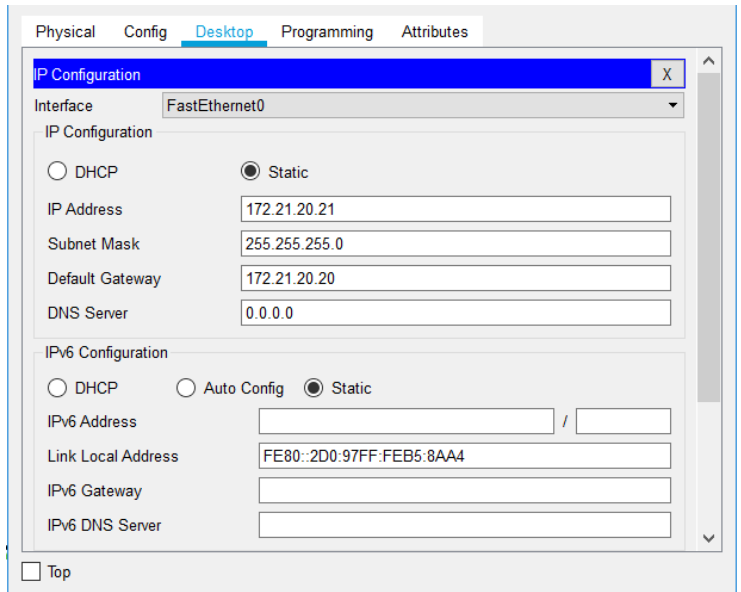 Physical Config Desktop Programming Attributes
IP Configuration X
Interface FastEthernet0
IP Configuration
DHCP Static
IP Address 172.21.20.21
Subnet Mask 255.255.255.0
Default Gateway 172.21.20.20
DNS Server 0.0.0.0
IPv6 Configuration
DHCP Auto Config Static
IPv6 Address /
Link Local Address FE80::2D0:97FF:FEB5:8AA4
IPv6 Gateway
IPv6 DNS Server
Top